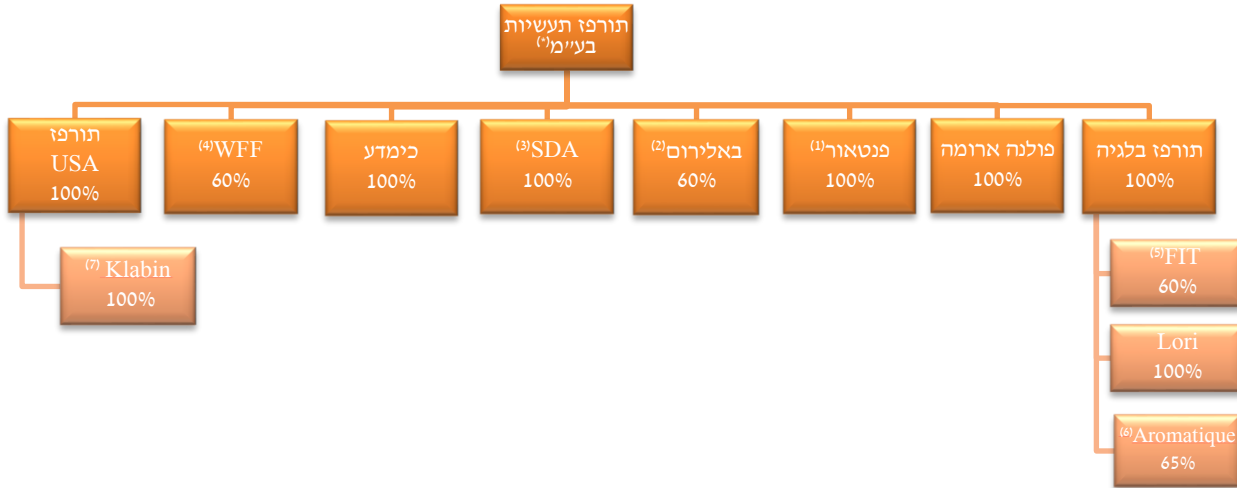 תורפז תעשיות
בע״מ(*)
תורפז בלגיה
100%
פולנה ארומה
100%
פנטאור(1)
100%
באלירום(2)
60%
SDA(3)
100%
כימדע
100%
WFF(4)
60%
תורפז
USA
100%
FIT(5)
60%
Lori
100%
Aromatique(6)
65%
Klabin (7)
100%